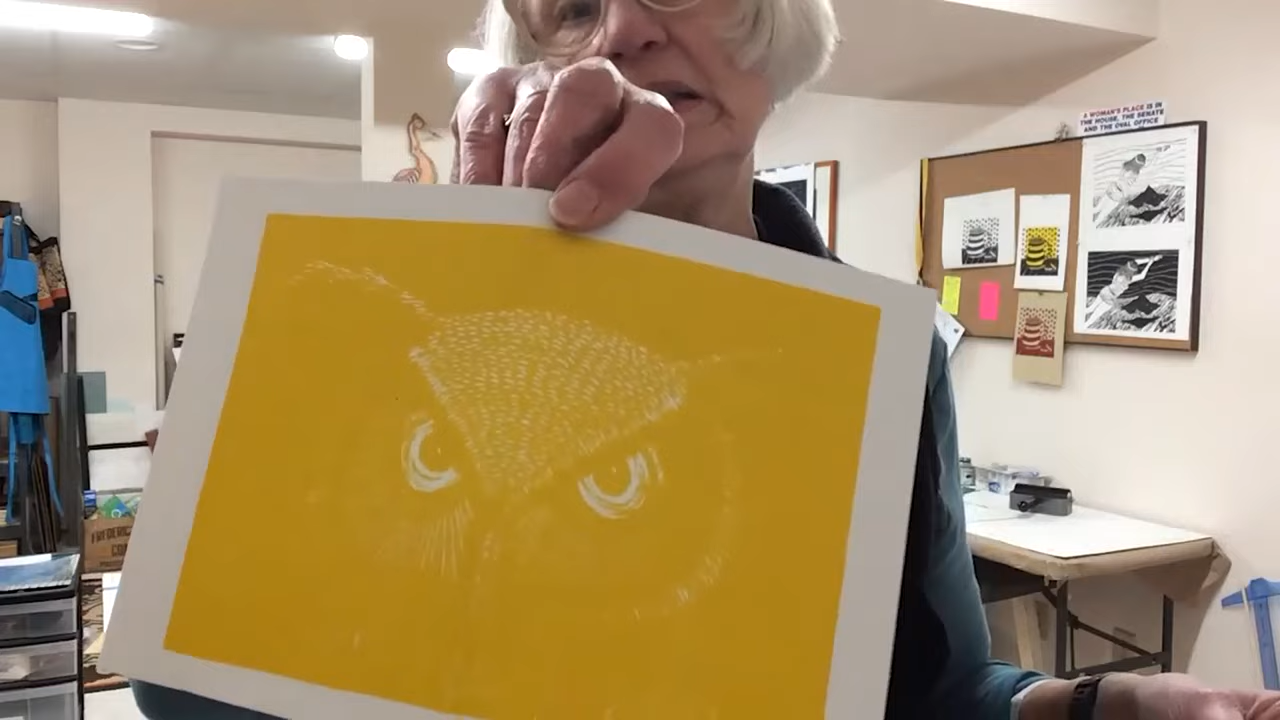 A WOMAN'S PLACE IS IN
THE HOUSE, THE SENATE
AND THE OVAL OFFICE